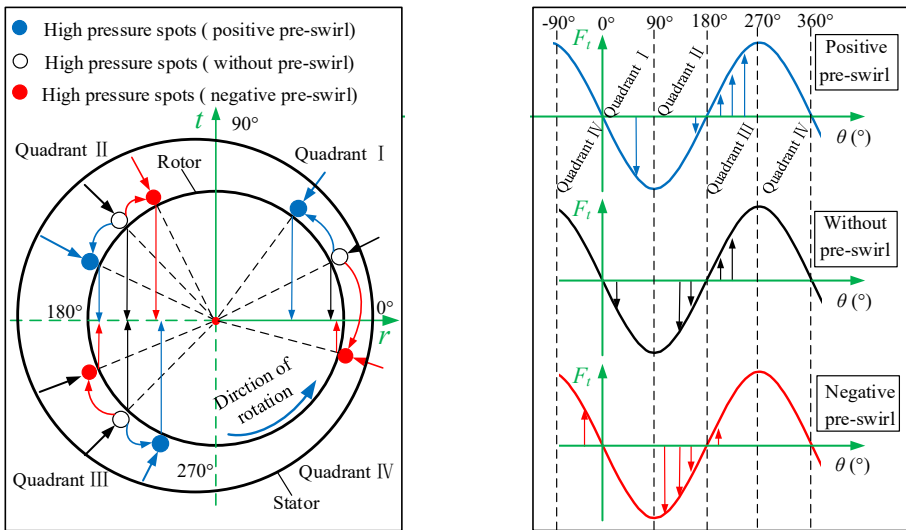 High pressure spots ( positive pre-swirl)
High pressure spots ( without pre-swirl)
High pressure spots ( negative pre-swirl)
t
90°
Quadrant Ⅱ
Rotor
Quadrant Ⅰ
180°
0°
r
Dirction of
rotation
270°
Quadrant Ⅲ
Quadrant Ⅳ
Stator
-90°
0°
90°
180°
270°
360°
Ft
Quadrant Ⅰ
Quadrant Ⅱ
Positive
pre-swirl
θ (°)
Quadrant Ⅳ
Quadrant Ⅲ
Quadrant Ⅳ
Ft
Without
pre-swirl
θ (°)
Ft
Negative
pre-swirl
θ (°)